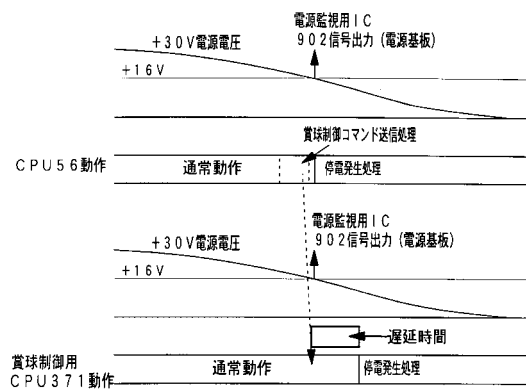 電源監視用IC
902信号出力(電源基板)
+30V電源電圧
+16V
賞球制御コマンド送信処理
CPU56動作
通常動作
停電発生処理
電源監視用IC
902信号出力(電源基板)
+30V電源電圧
+16V
遅延時間
賞球制御用
CPU371動作
通常動作
停電発生処理